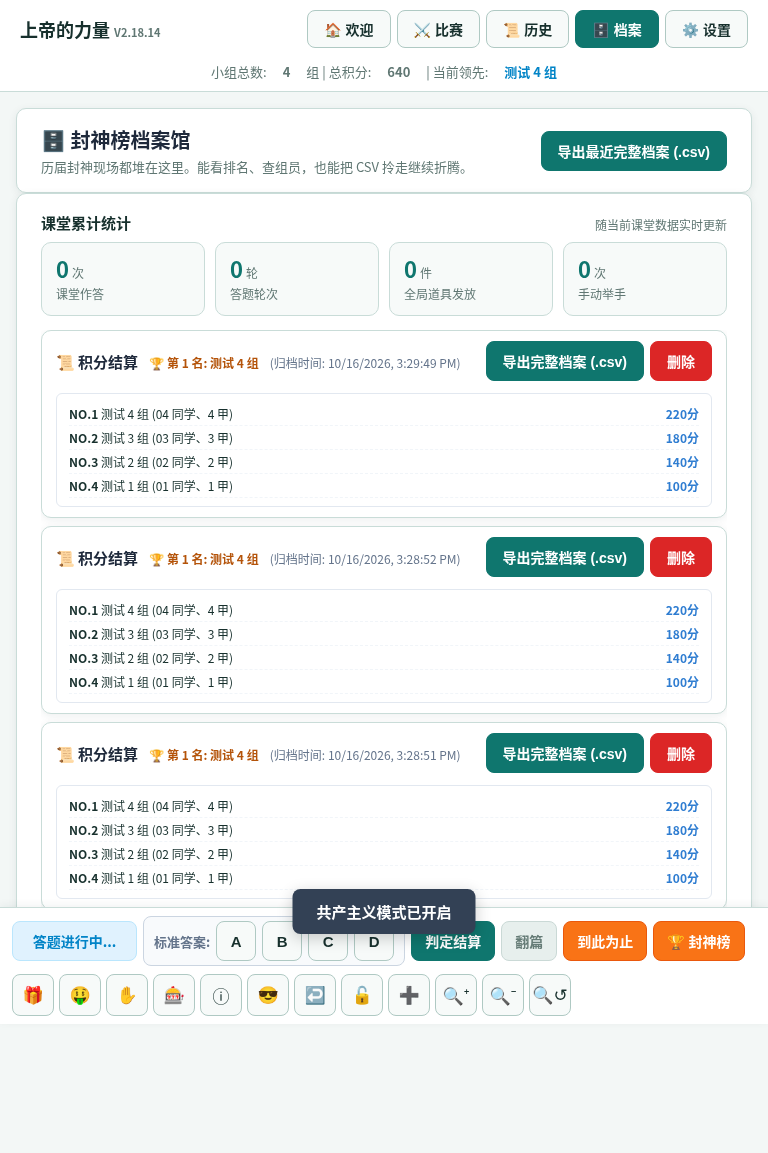 上帝的力量 V2.18.14
🏠 欢迎
⚔️ 比赛
📜 历史
🗄️ 档案
⚙️ 设置
小组总数: 4 组 | 总积分: 640 | 当前领先: 测试 4 组
🗄️ 封神榜档案馆
历届封神现场都堆在这里。能看排名、查组员，也能把 CSV 拎走继续折腾。
导出最近完整档案 (.csv)
课堂累计统计
随当前课堂数据实时更新
0 次
课堂作答
0 轮
答题轮次
0 件
全局道具发放
0 次
手动举手
📜 积分结算 🏆 第 1 名: 测试 4 组 (归档时间: 10/16/2026, 3:29:49 PM)
导出完整档案 (.csv)
删除
NO.1 测试 4 组 (04 同学、4 甲) 220分
NO.2 测试 3 组 (03 同学、3 甲) 180分
NO.3 测试 2 组 (02 同学、2 甲) 140分
NO.4 测试 1 组 (01 同学、1 甲) 100分
📜 积分结算 🏆 第 1 名: 测试 4 组 (归档时间: 10/16/2026, 3:28:52 PM)
导出完整档案 (.csv)
删除
NO.1 测试 4 组 (04 同学、4 甲) 220分
NO.2 测试 3 组 (03 同学、3 甲) 180分
NO.3 测试 2 组 (02 同学、2 甲) 140分
NO.4 测试 1 组 (01 同学、1 甲) 100分
📜 积分结算 🏆 第 1 名: 测试 4 组 (归档时间: 10/16/2026, 3:28:51 PM)
导出完整档案 (.csv)
删除
NO.1 测试 4 组 (04 同学、4 甲) 220分
NO.2 测试 3 组 (03 同学、3 甲) 180分
NO.3 测试 2 组 (02 同学、2 甲) 140分
NO.4 测试 1 组 (01 同学、1 甲) 100分
共产主义模式已开启
答题进行中...
标准答案:
A
B
C
D
判定结算
翻篇
到此为止
🏆 封神榜